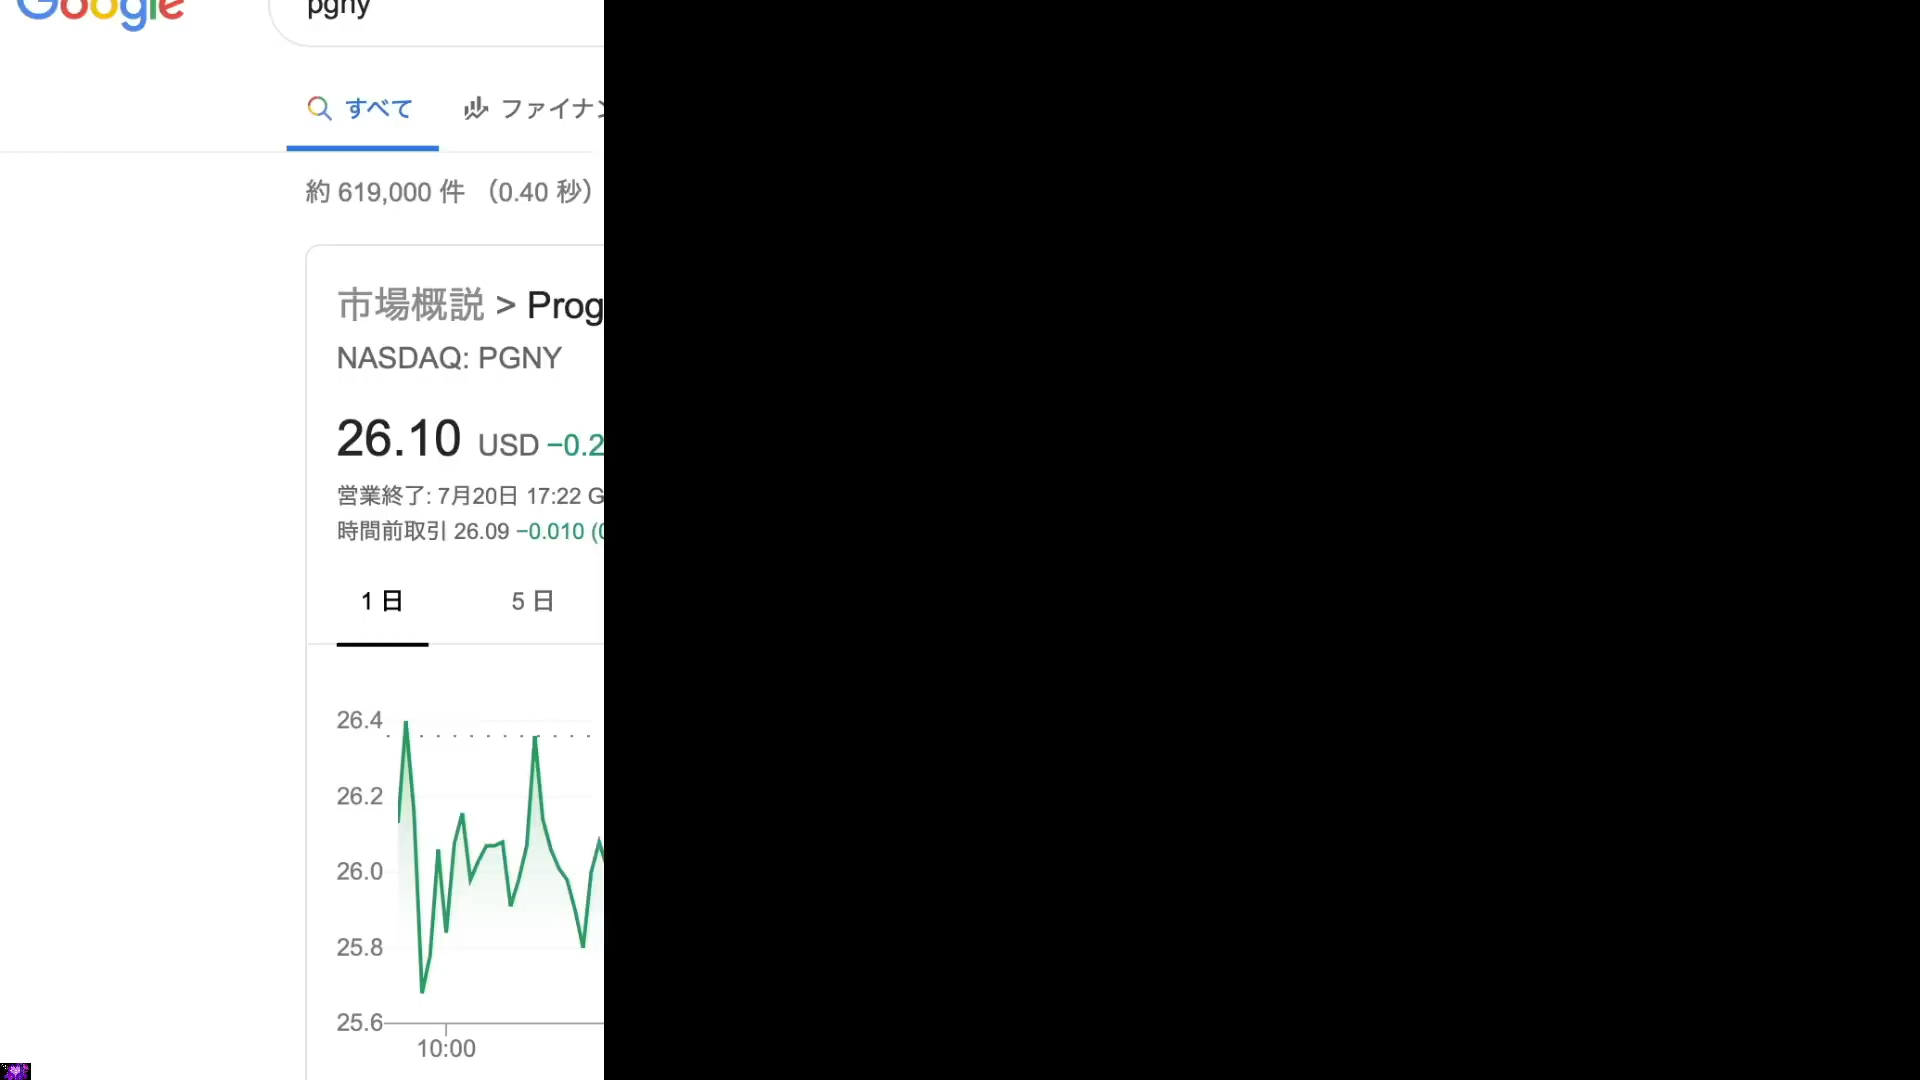 Google
pgny
すべて
ファイナン
約 619,000 件 （0.40 秒）
市場概説 > Prog
NASDAQ: PGNY
26.10 USD −0.2
営業終了: 7月20日 17:22 G
時間前取引 26.09 −0.010 (0
1 日
5 日
26.4
26.2
26.0
25.8
25.6
10:00